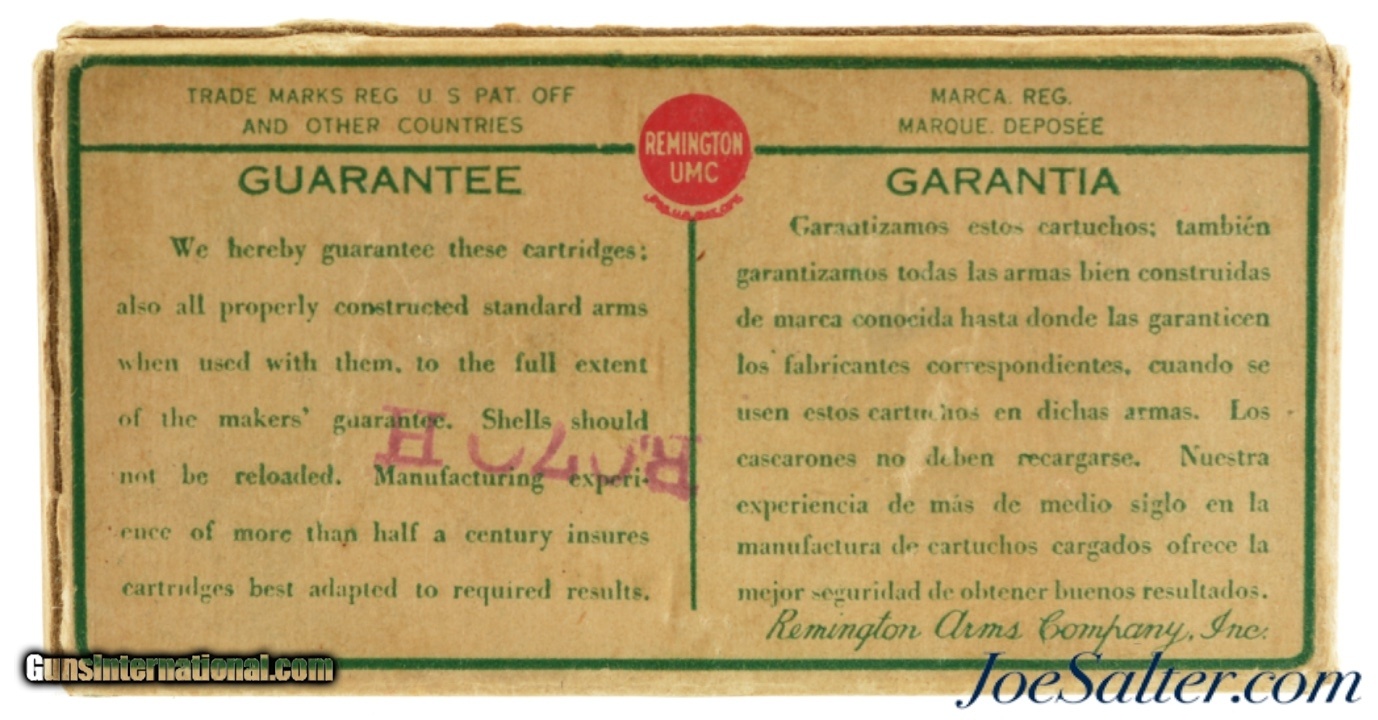 TRADE MARKS REG U S PAT. OFF
AND OTHER COUNTRIES
MARCA. REG.
MARQUE. DEPOSÉE
REMINGTON
UMC
GUARANTEE
We hereby guarantee these cartridges;
also all properly constructed standard arms
when used with them, to the full extent
of the makers' guarantee. Shells should
not be reloaded. Manufacturing experi-
ence of more than half a century insures
cartridges best adapted to required results.
GARANTIA
Garantizamos estos cartuchos; también
garantizamos todas las armas bien construidas
de marca conocida hasta donde las garanticen
los fabricantes correspondientes, cuando se
usen estos cartuchos en dichas armas. Los
cascarones no deben recargarse. Nuestra
experiencia de más de medio siglo en la
manufactura de cartuchos cargados ofrece la
mejor seguridad de obtener buenos resultados.
Remington Arms Company, Inc.
GunsInternational.com
JoeSalter.com